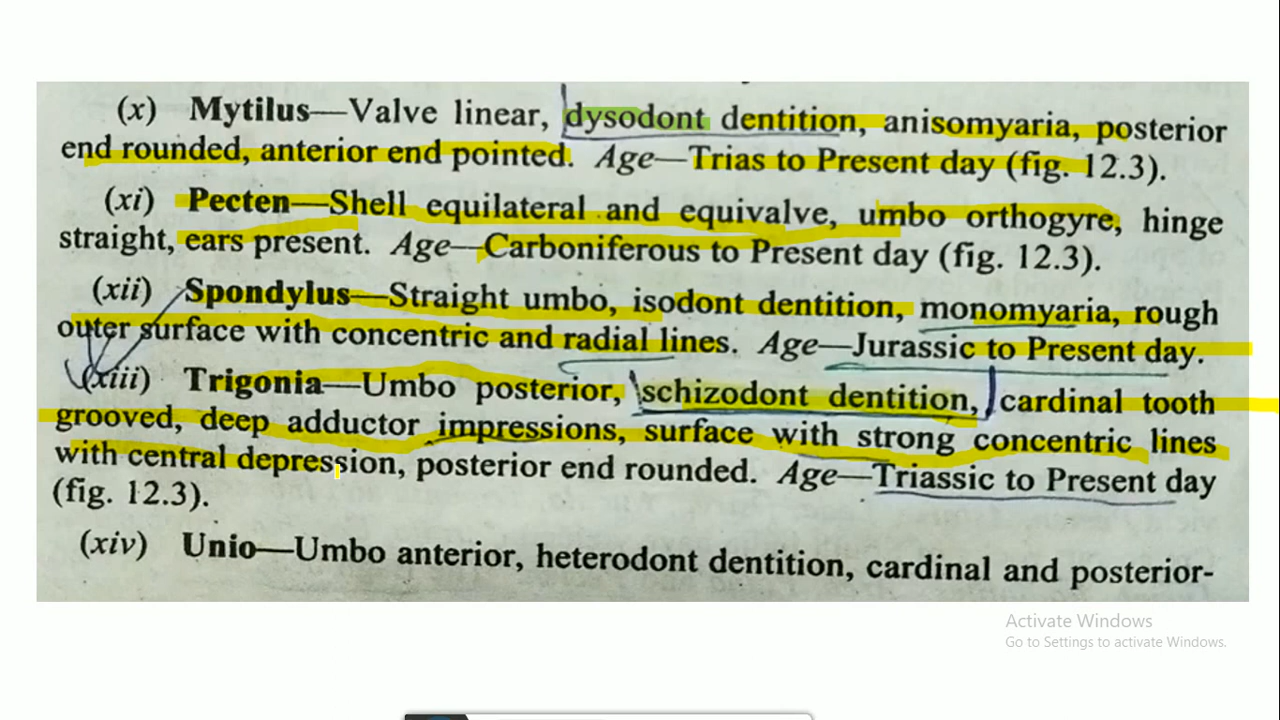 (x) Mytilus—Valve linear, dysodont dentition, anisomyaria, posterior
end rounded, anterior end pointed. Age—Trias to Present day (fig. 12.3).
(xi) Pecten—Shell equilateral and equivalve, umbo orthogyre, hinge
straight, ears present. Age—Carboniferous to Present day (fig. 12.3).
(xii) Spondylus—Straight umbo, isodont dentition, monomyaria, rough
outer surface with concentric and radial lines. Age—Jurassic to Present day.
(xiii) Trigonia—Umbo posterior, schizodont dentition, cardinal tooth
grooved, deep adductor impressions, surface with strong concentric lines
with central depression, posterior end rounded. Age—Triassic to Present day
(fig. 12.3).
(xiv) Unio—Umbo anterior, heterodont dentition, cardinal and posterior-
Activate Windows
Go to Settings to activate Windows.